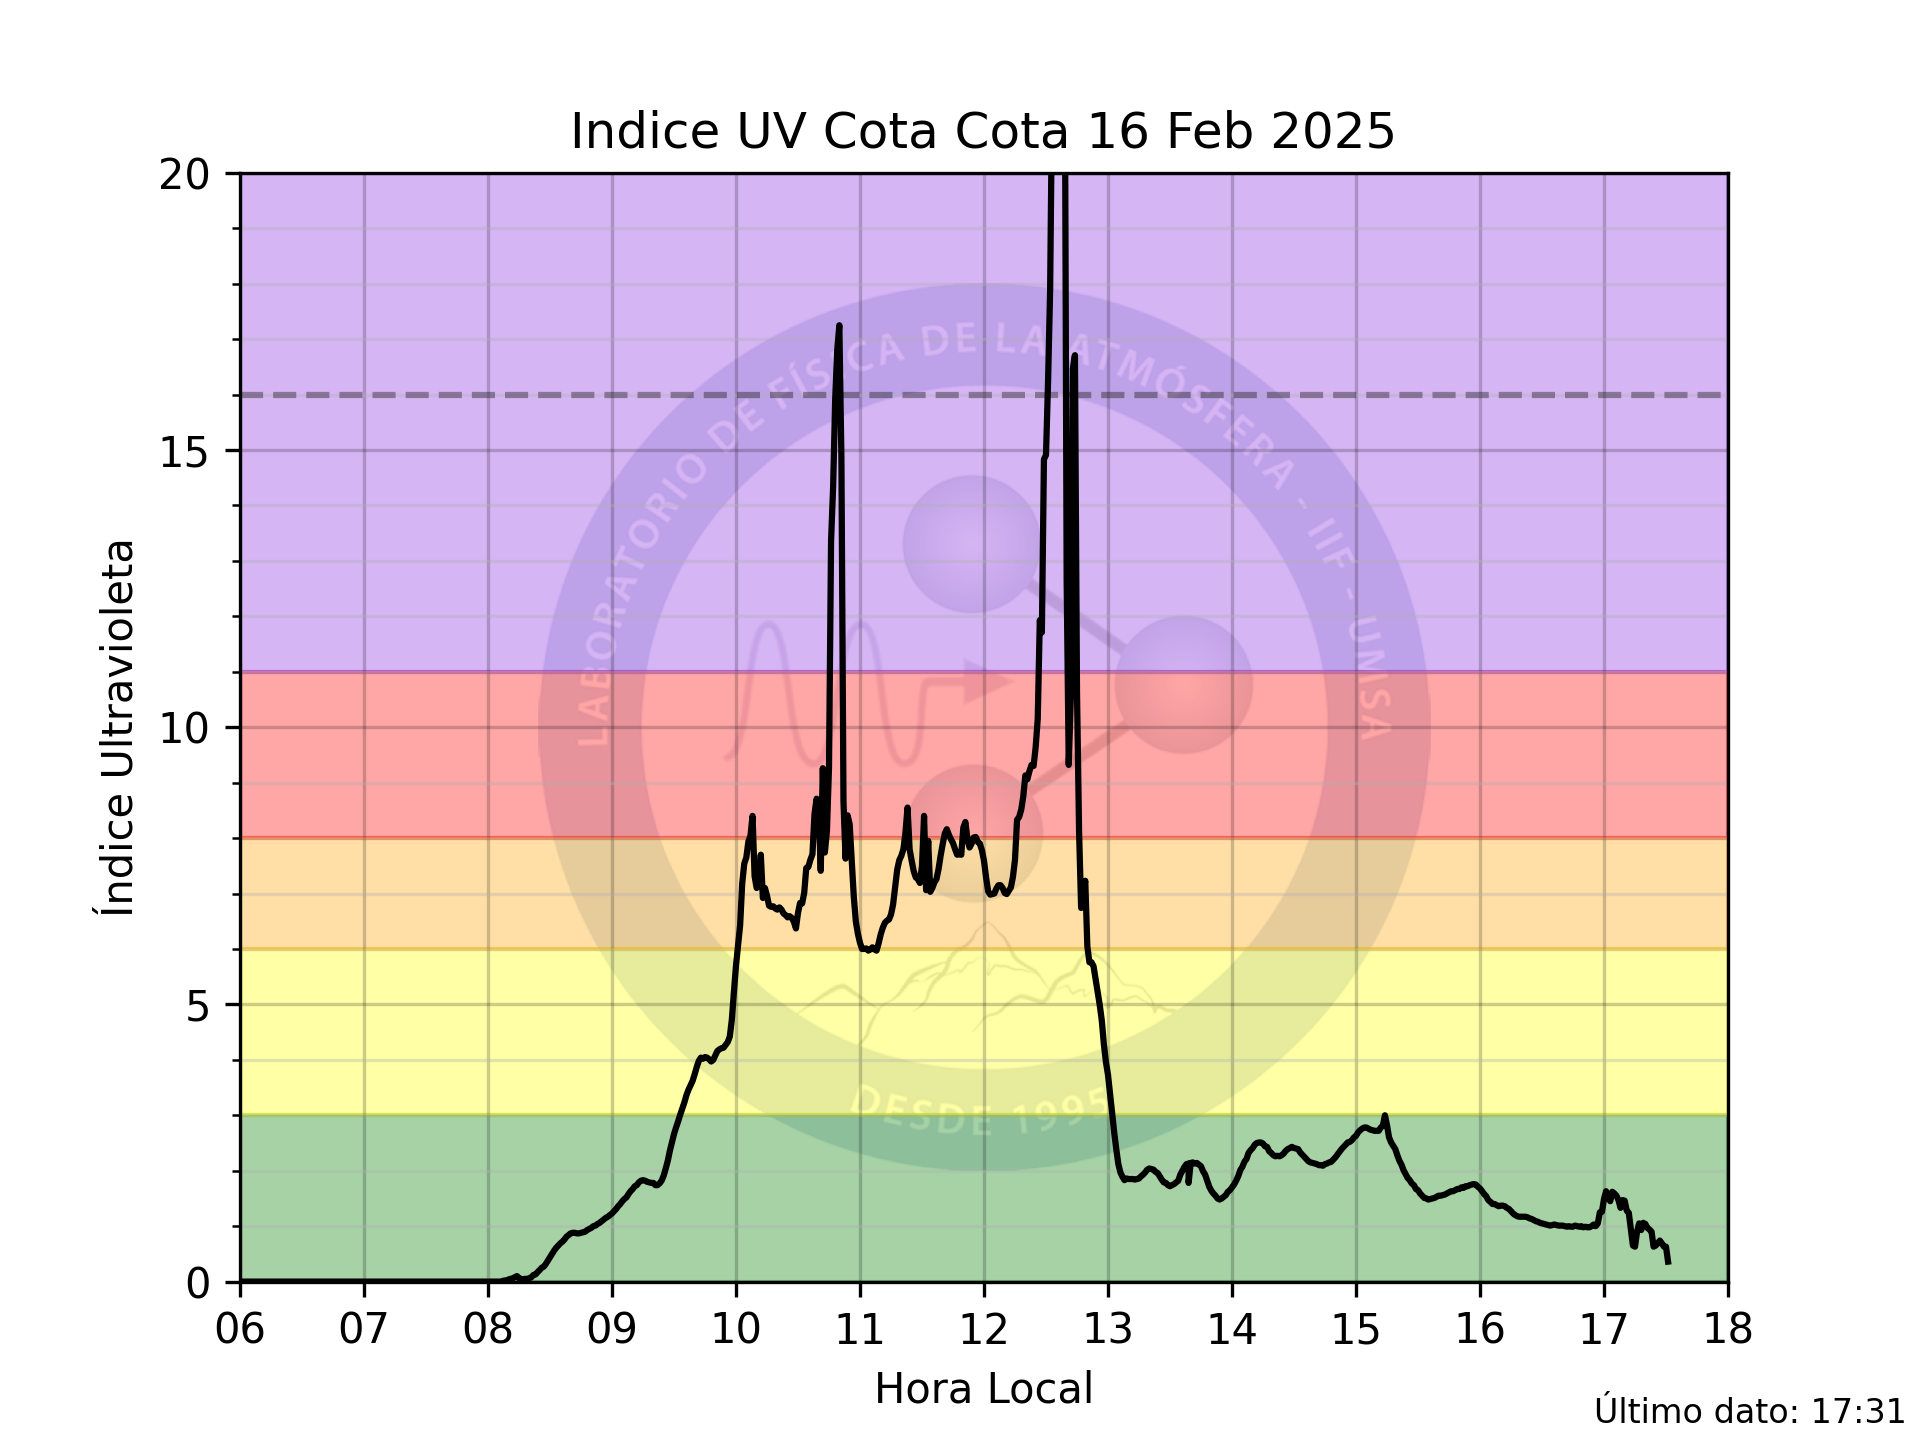 Indice UV Cota Cota 16 Feb 2025
20
15
10
5
0
Índice Ultravioleta
LABORATORIO DE FÍSICA DE LA ATMÓSFERA - IIF - UMSA
DESDE 1995
06 07 08 09 10 11 12 13 14 15 16 17 18
Hora Local
Último dato: 17:31